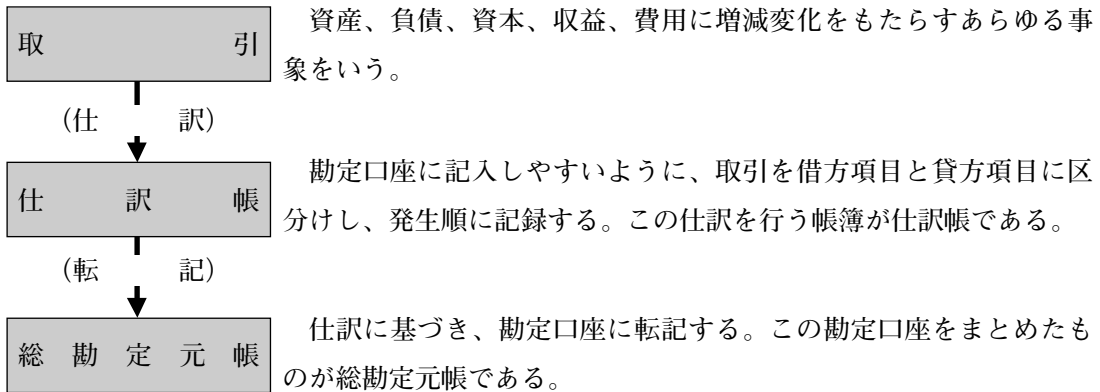 取引
資産、負債、資本、収益、費用に増減変化をもたらすあらゆる事
象をいう。
(仕訳)
仕訳帳
勘定口座に記入しやすいように、取引を借方項目と貸方項目に区
分けし、発生順に記録する。この仕訳を行う帳簿が仕訳帳である。
(転記)
総勘定元帳
仕訳に基づき、勘定口座に転記する。この勘定口座をまとめたも
のが総勘定元帳である。